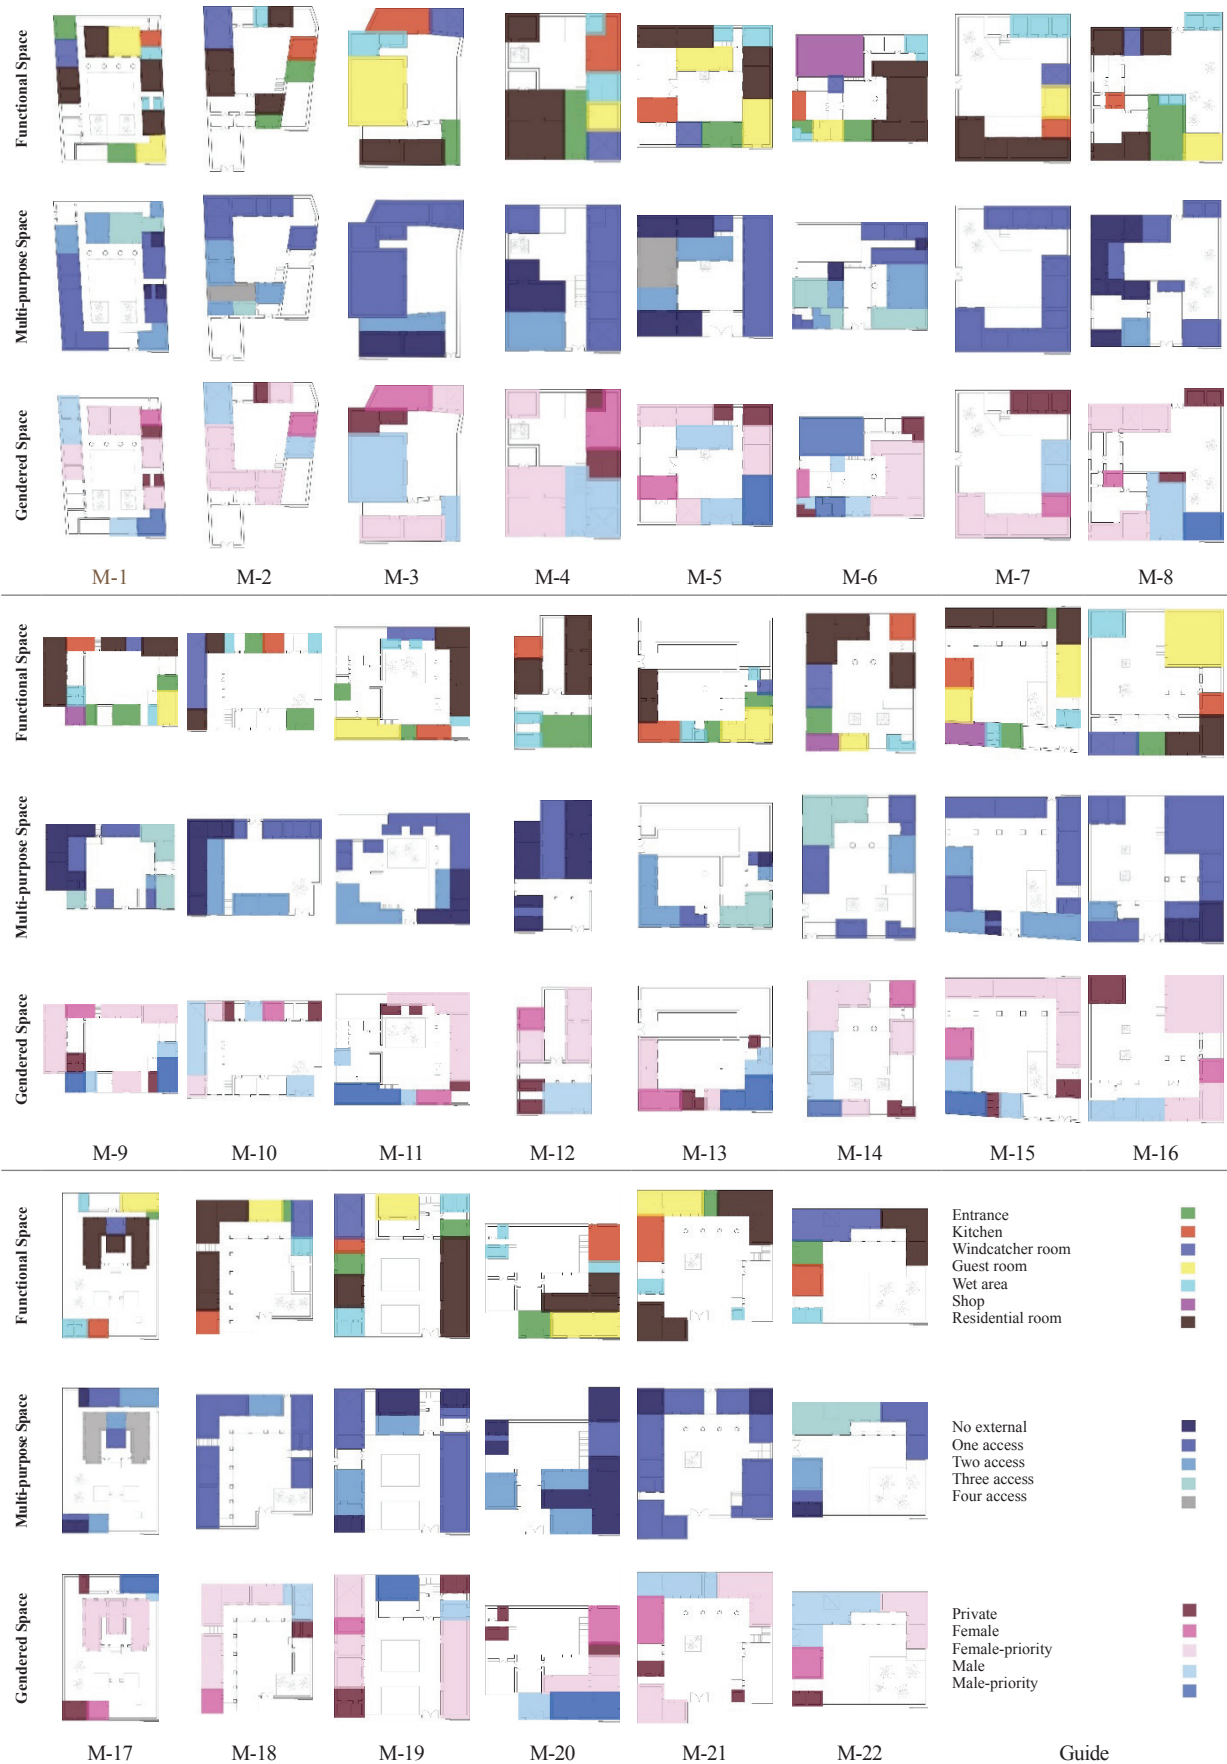 Functional Space
Multi-purpose Space
Gendered Space
M-1 M-2 M-3 M-4 M-5 M-6 M-7 M-8
Functional Space
Multi-purpose Space
Gendered Space
M-9 M-10 M-11 M-12 M-13 M-14 M-15 M-16
Functional Space
Entrance
Kitchen
Windcatcher room
Guest room
Wet area
Shop
Residential room
Multi-purpose Space
No external
One access
Two access
Three access
Four access
Gendered Space
Private
Female
Female-priority
Male
Male-priority
M-17 M-18 M-19 M-20 M-21 M-22 Guide